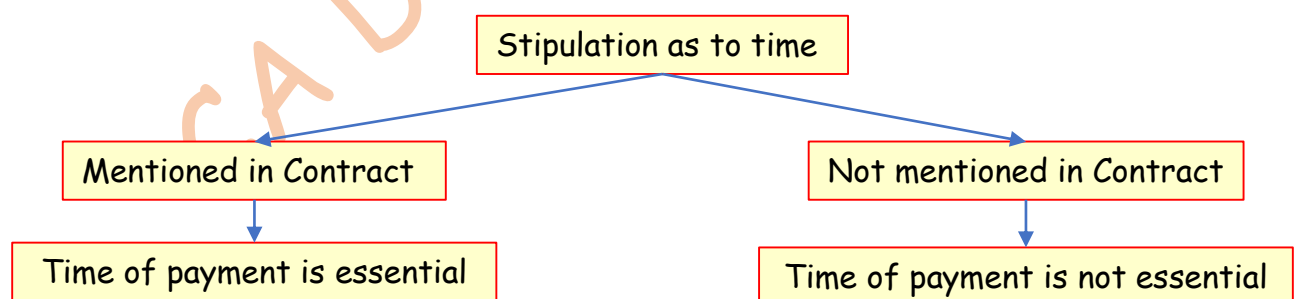 CA D
Stipulation as to time
Mentioned in Contract
Not mentioned in Contract
Time of payment is essential
Time of payment is not essential